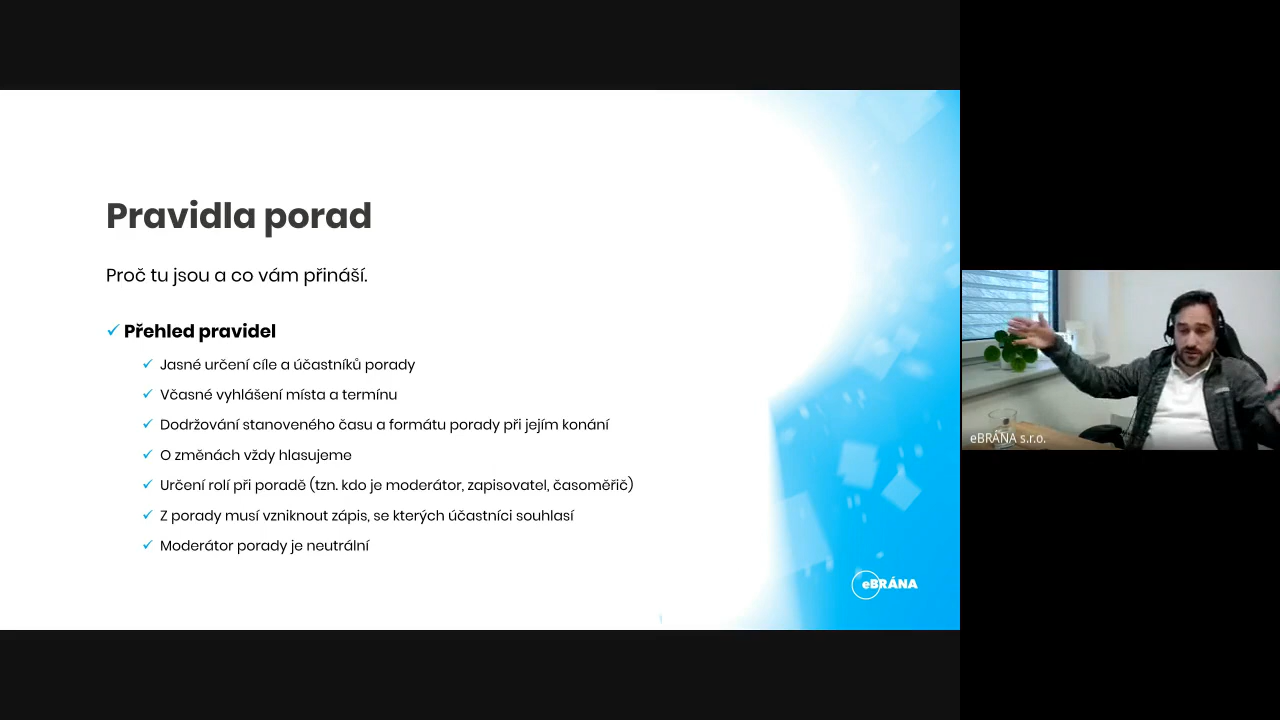 Pravidla porad
Proč tu jsou a co vám přináší.
Přehled pravidel
Jasné určení cíle a účastníků porady
Včasné vyhlášení místa a termínu
Dodržování stanoveného času a formátu porady při jejím konání
O změnách vždy hlasujeme
Určení rolí při poradě (tzn. kdo je moderátor, zapisovatel, časoměřič)
Z porady musí vzniknout zápis, se kterých účastníci souhlasí
Moderátor porady je neutrální
eBRÁNA
eBRÁNA s.r.o.